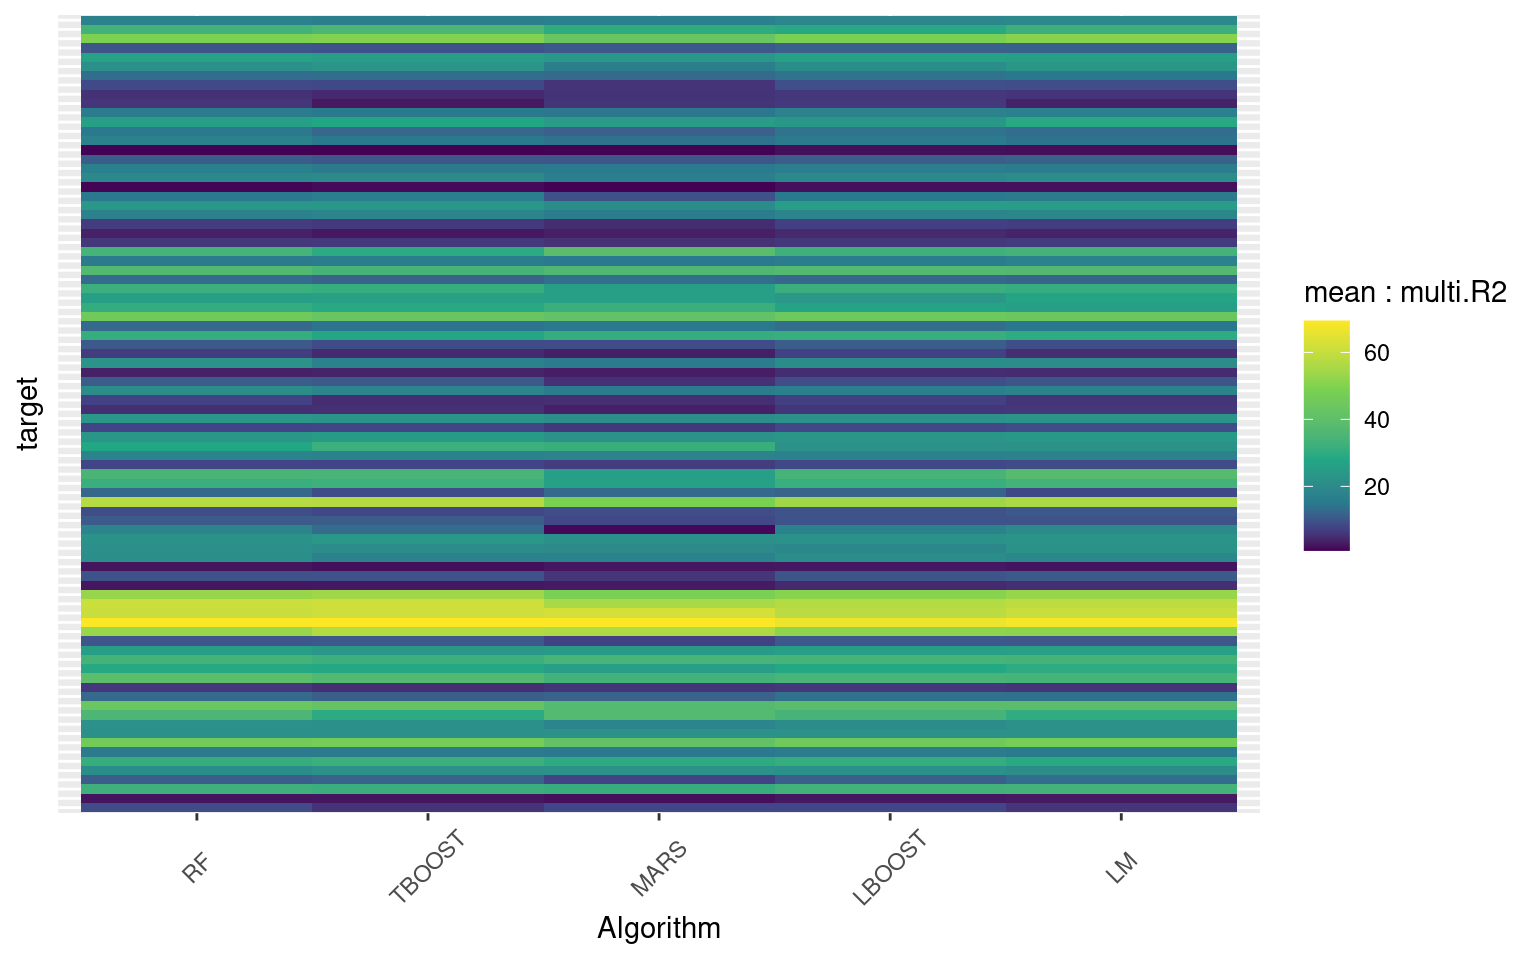 target
RF
TBOOST
MARS
LBOOST
LM
Algorithm
mean : multi.R2
60
40
20